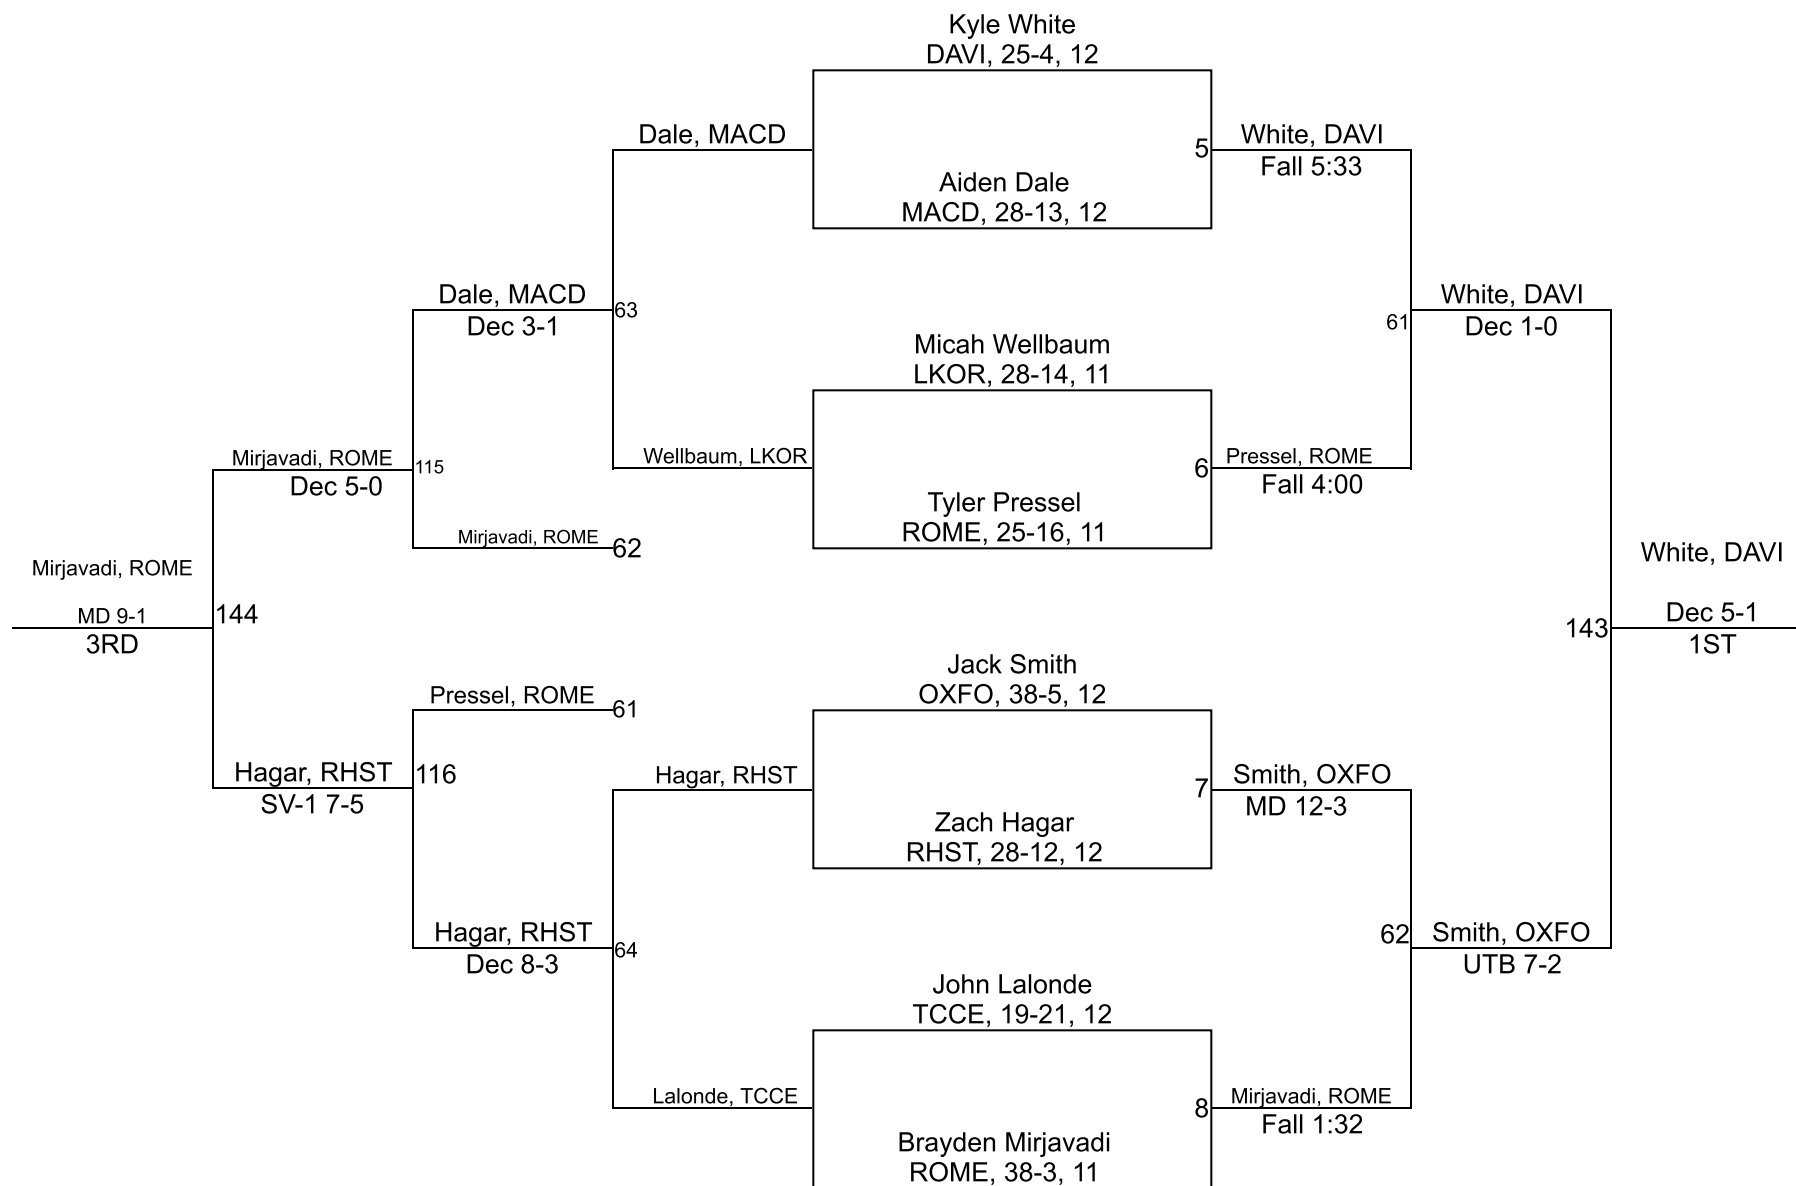 Kyle White
DAVI, 25-4, 12
Dale, MACD
5
White, DAVI
Fall 5:33
Aiden Dale
MACD, 28-13, 12
Dale, MACD
63
White, DAVI
Dec 3-1
61
Dec 1-0
Micah Wellbaum
LKOR, 28-14, 11
Mirjavadi, ROME
115
Wellbaum, LKOR
6
Pressel, ROME
Dec 5-0
Fall 4:00
Tyler Pressel
ROME, 25-16, 11
Mirjavadi, ROME
62
Mirjavadi, ROME
White, DAVI
MD 9-1
144
143
Dec 5-1
3RD
1ST
Jack Smith
OXFO, 38-5, 12
Pressel, ROME
61
Hagar, RHST
116
Hagar, RHST
7
Smith, OXFO
SV-1 7-5
MD 12-3
Zach Hagar
RHST, 28-12, 12
Hagar, RHST
64
62
Smith, OXFO
Dec 8-3
UTB 7-2
John Lalonde
TCCE, 19-21, 12
Lalonde, TCCE
8
Mirjavadi, ROME
Fall 1:32
Brayden Mirjavadi
ROME, 38-3, 11